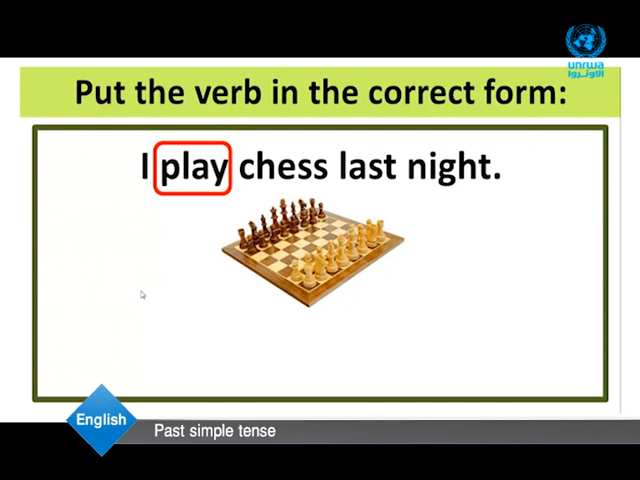 unrwa
الأونروا
Put the verb in the correct form:
I play chess last night.
English
Past simple tense